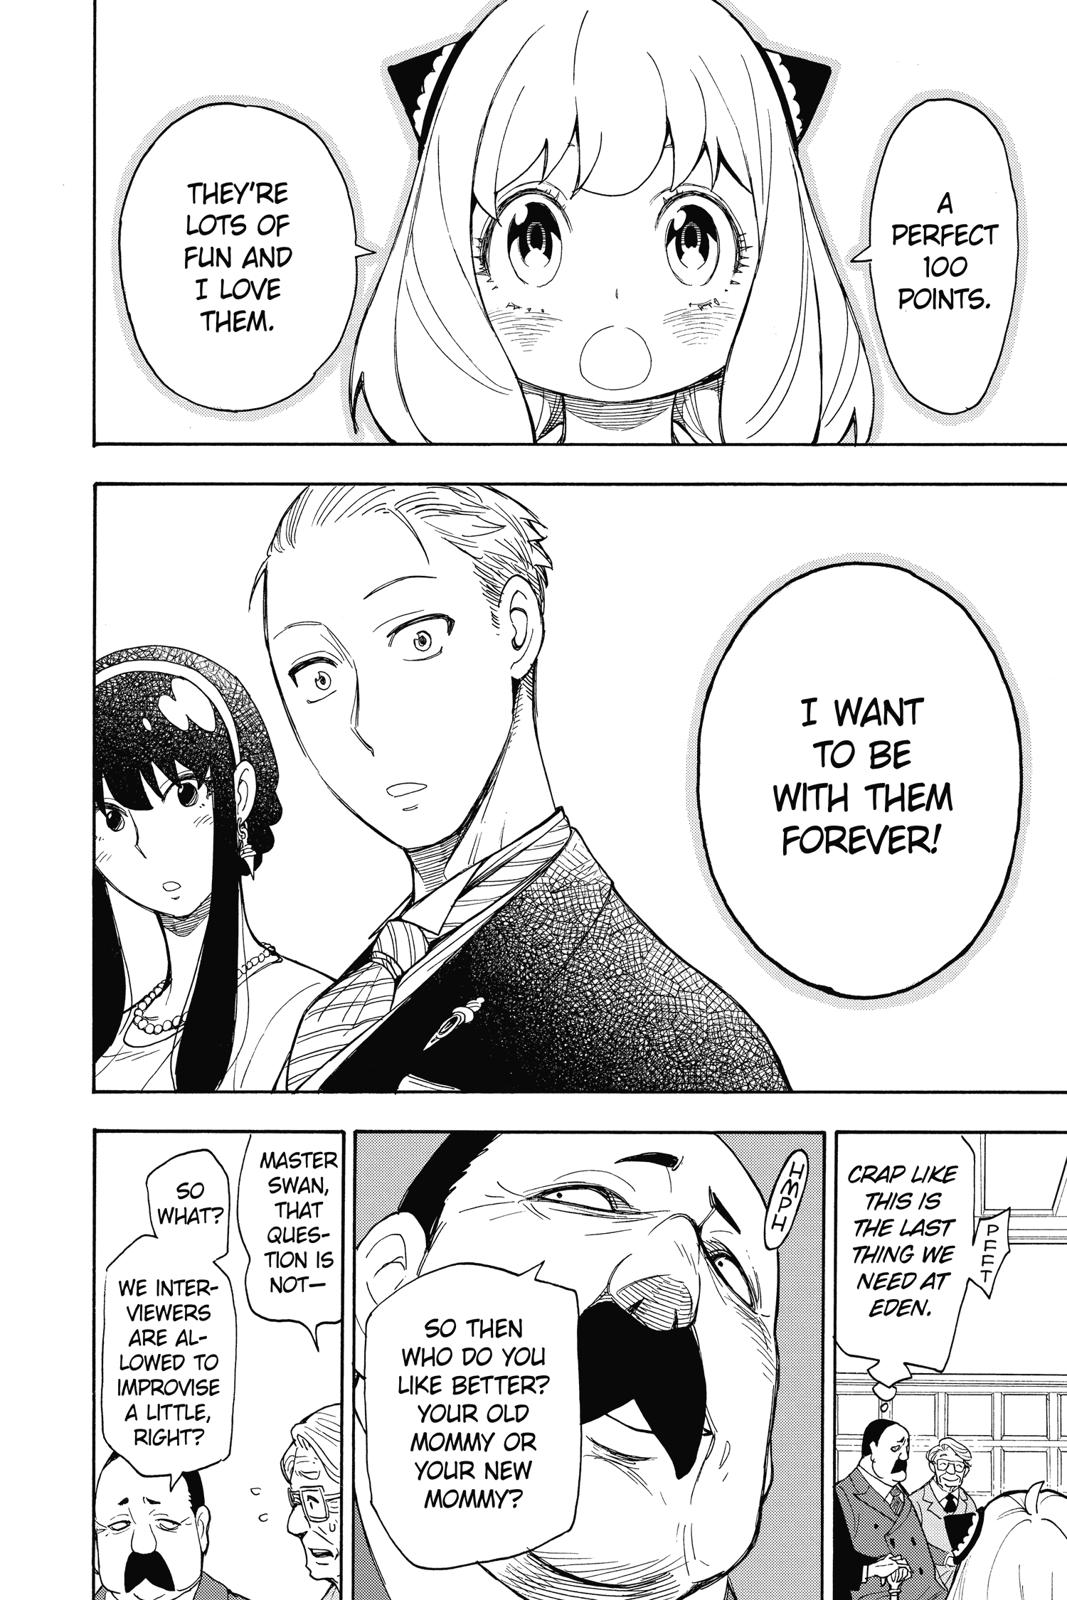 A
PERFECT
100
POINTS.
THEY'RE
LOTS OF
FUN AND
I LOVE
THEM.
I WANT
TO BE
WITH THEM
FOREVER!
PFFT
CRAP LIKE
THIS IS
THE LAST
THING WE
NEED AT
EDEN.
HMPH
SO THEN
WHO DO YOU
LIKE BETTER?
YOUR OLD
MOMMY OR
YOUR NEW
MOMMY?
MASTER
SWAN,
THAT
QUES-
TION IS
NOT—
SO
WHAT?
WE INTER-
VIEWERS
ARE AL-
LOWED TO
IMPROVISE
A LITTLE,
RIGHT?